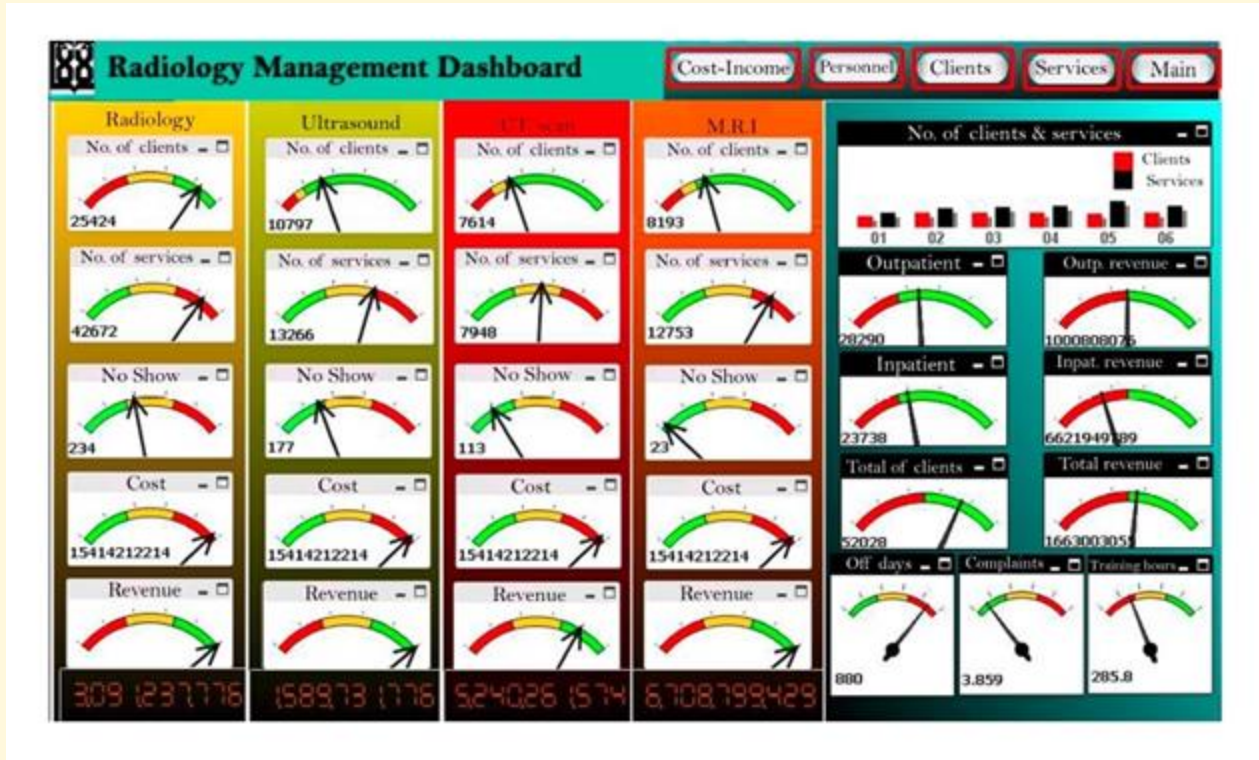 Radiology Management Dashboard
Cost-Income
Personnel
Clients
Services
Main
Radiology
No. of clients
25424
No. of services
42672
No Show
234
Cost
15414212214
Revenue
Ultrasound
No. of clients
10797
No. of services
13266
No Show
177
Cost
15414212214
Revenue
C.T. scan
No. of clients
7614
No. of services
7948
No Show
113
Cost
15414212214
Revenue
M.R.I
No. of clients
8193
No. of services
12753
No Show
23
Cost
15414212214
Revenue
6,708,799,429
No. of clients & services
Clients
Services
01 02 03 04 05 06
Outpatient
28290
Outp. revenue
Inpatient
23738
Inpat. revenue
Total of clients
52028
Total revenue
Off days
880
Complaints
3.859
Training hours
285.8